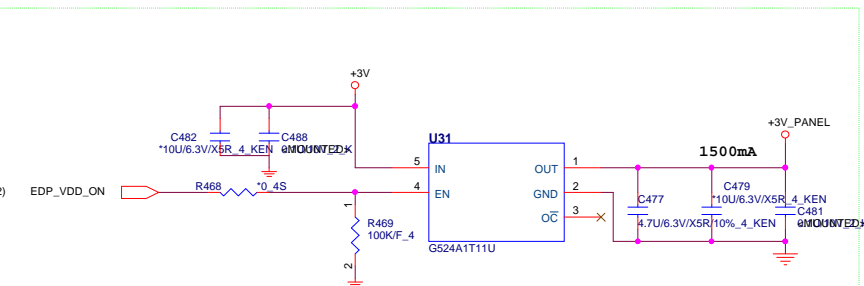 +3V
C482
*10U/6.3V/X5R_4_KEN
C488
U31
5
IN
OUT
1
4
EN
GND
2
OC
3
G524A1T11U
2)
EDP_VDD_ON
R468
*0_4S
1
R469
100K/F_4
2
+3V_PANEL
1500mA
C477
4.7U/6.3V/X5R/10%_4_KEN
C479
*10U/6.3V/X5R_4_KEN
C481